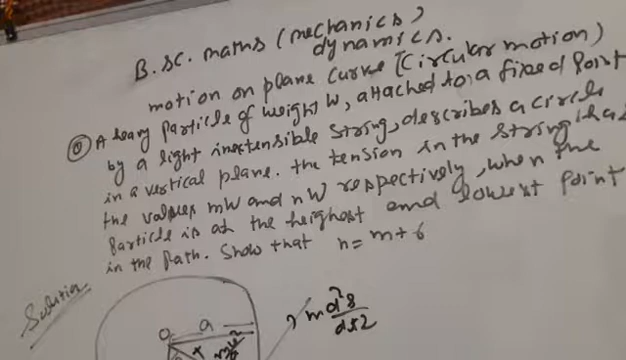 B.Sc. maths (mechanics)
dynamics.
motion on plane curve [Circular motion)
A heavy Particle of weight W, attached to a fixed Point
by a light inextensible string, describes a circle
in a vertical plane. the tension in the string has
the values mW and nW respectively, when the
Particle is at the heighest and lowest point
in the Path. Show that n = m+6
Solution
a
m d²s
dt2